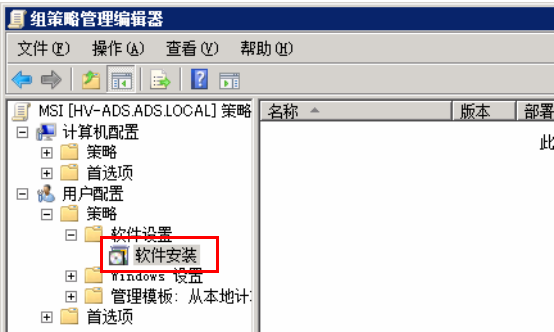 组策略管理编辑器
文件(F) 操作(A) 查看(V) 帮助(H)
MSI [HV-ADS.ADS.LOCAL] 策略
计算机配置
策略
首选项
用户配置
策略
软件设置
软件安装
Windows 设置
管理模板: 从本地计
首选项
名称 版本 部署
此